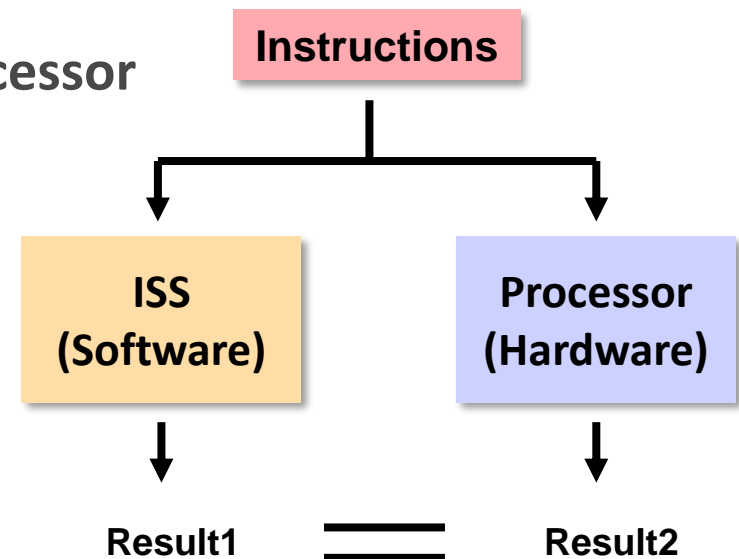 cessor
Instructions
ISS
(Software)
Processor
(Hardware)
Result1
Result2